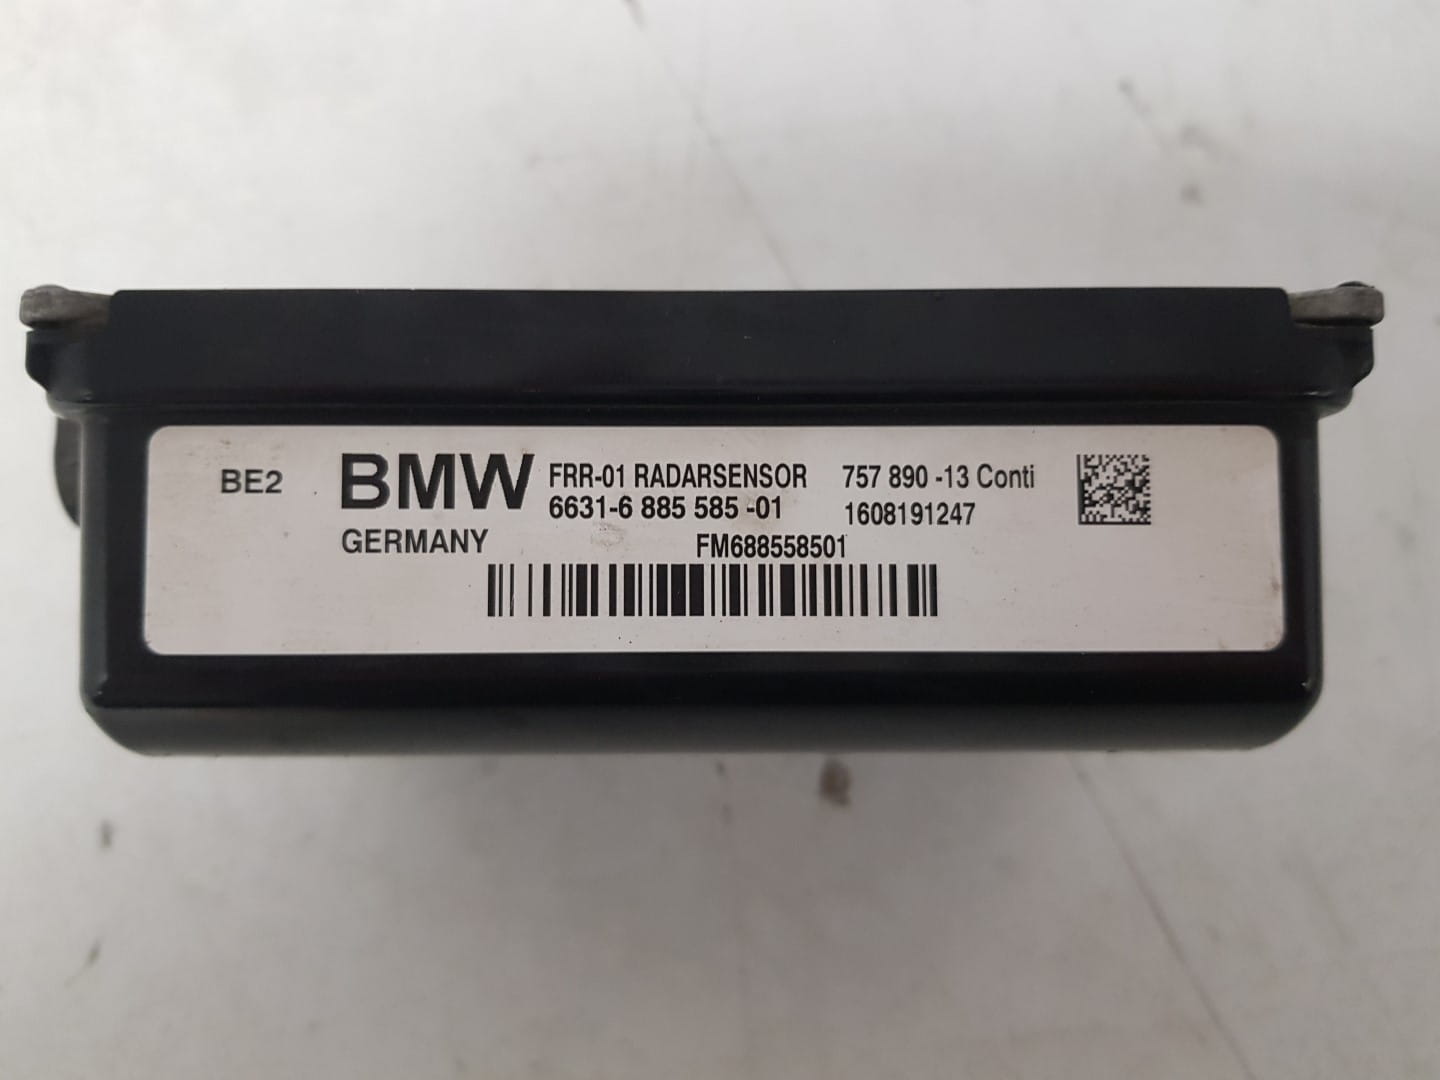 BE2 BMW FRR-01 RADARSENSOR 757 890 -13 Conti
6631-6 885 585 -01 1608191247
GERMANY FM688558501